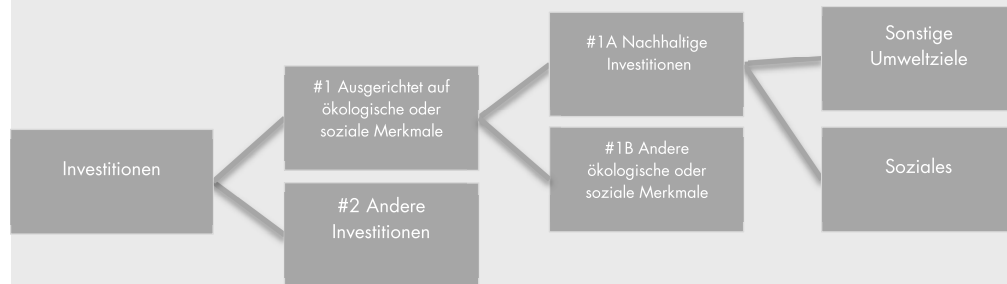 Investitionen
#1 Ausgerichtet auf
ökologische oder
soziale Merkmale
#2 Andere
Investitionen
#1A Nachhaltige
Investitionen
#1B Andere
ökologische oder
soziale Merkmale
Sonstige
Umweltziele
Soziales